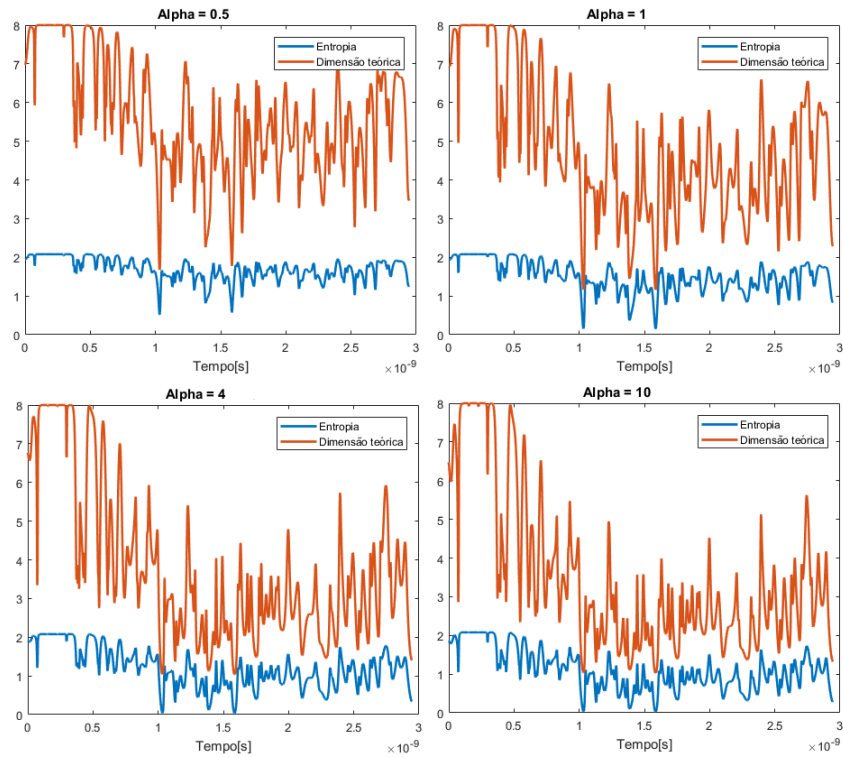 Alpha = 0.5
8
7
6
5
4
3
2
1
0
Entropia
Dimensão teórica
0 0.5 1 1.5 2 2.5 3
Tempo[s]
×10⁻⁹
Alpha = 1
8
7
6
5
4
3
2
1
0
Entropia
Dimensão teórica
0 0.5 1 1.5 2 2.5 3
Tempo[s]
×10⁻⁹
Alpha = 4
8
7
6
5
4
3
2
1
0
Entropia
Dimensão teórica
0 0.5 1 1.5 2 2.5 3
Tempo[s]
×10⁻⁹
Alpha = 10
8
7
6
5
4
3
2
1
0
Entropia
Dimensão teórica
0 0.5 1 1.5 2 2.5 3
Tempo[s]
×10⁻⁹